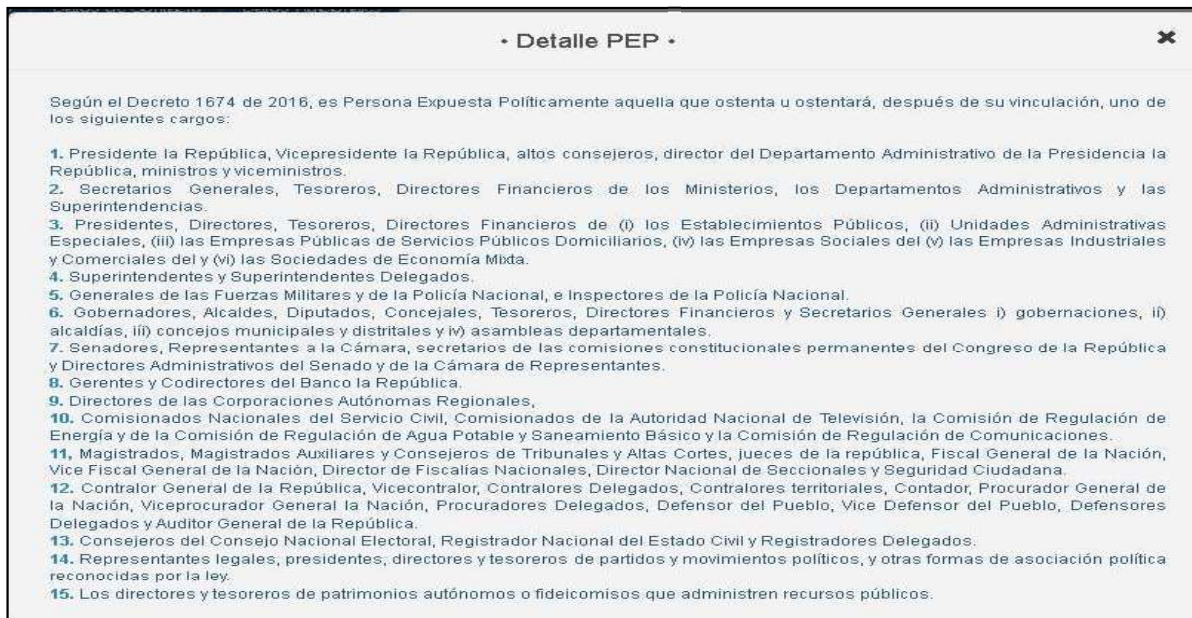 • Detalle PEP •
✖
Según el Decreto 1674 de 2016, es Persona Expuesta Políticamente aquella que ostenta u ostentará, después de su vinculación, uno de
los siguientes cargos:
1. Presidente la República, Vicepresidente la República, altos consejeros, director del Departamento Administrativo de la Presidencia la
República, ministros y viceministros.
2. Secretarios Generales, Tesoreros, Directores Financieros de los Ministerios, los Departamentos Administrativos y las
Superintendencias.
3. Presidentes, Directores, Tesoreros, Directores Financieros de (i) los Establecimientos Públicos, (ii) Unidades Administrativas
Especiales, (iii) las Empresas Públicas de Servicios Públicos Domiciliarios, (iv) las Empresas Sociales del (v) las Empresas Industriales
y Comerciales del y (vi) las Sociedades de Economía Mixta.
4. Superintendentes y Superintendentes Delegados.
5. Generales de las Fuerzas Militares y de la Policía Nacional, e Inspectores de la Policía Nacional.
6. Gobernadores, Alcaldes, Diputados, Concejales, Tesoreros, Directores Financieros y Secretarios Generales i) gobernaciones, ii)
alcaldías, iii) concejos municipales y distritales y iv) asambleas departamentales.
7. Senadores, Representantes a la Cámara, secretarios de las comisiones constitucionales permanentes del Congreso de la República
y Directores Administrativos del Senado y de la Cámara de Representantes.
8. Gerentes y Codirectores del Banco la República.
9. Directores de las Corporaciones Autónomas Regionales,
10. Comisionados Nacionales del Servicio Civil, Comisionados de la Autoridad Nacional de Televisión, la Comisión de Regulación de
Energía y de la Comisión de Regulación de Agua Potable y Saneamiento Básico y la Comisión de Regulación de Comunicaciones.
11, Magistrados, Magistrados Auxiliares y Consejeros de Tribunales y Altas Cortes, jueces de la república, Fiscal General de la Nación,
Vice Fiscal General de la Nación, Director de Fiscalías Nacionales, Director Nacional de Seccionales y Seguridad Ciudadana.
12. Contralor General de la República, Vicecontralor, Contralores Delegados, Contralores territoriales, Contador, Procurador General de
la Nación, Viceprocurador General la Nación, Procuradores Delegados, Defensor del Pueblo, Vice Defensor del Pueblo, Defensores
Delegados y Auditor General de la República.
13. Consejeros del Consejo Nacional Electoral, Registrador Nacional del Estado Civil y Registradores Delegados.
14. Representantes legales, presidentes, directores y tesoreros de partidos y movimientos políticos, y otras formas de asociación política
reconocidas por la ley.
15. Los directores y tesoreros de patrimonios autónomos o fideicomisos que administren recursos públicos.